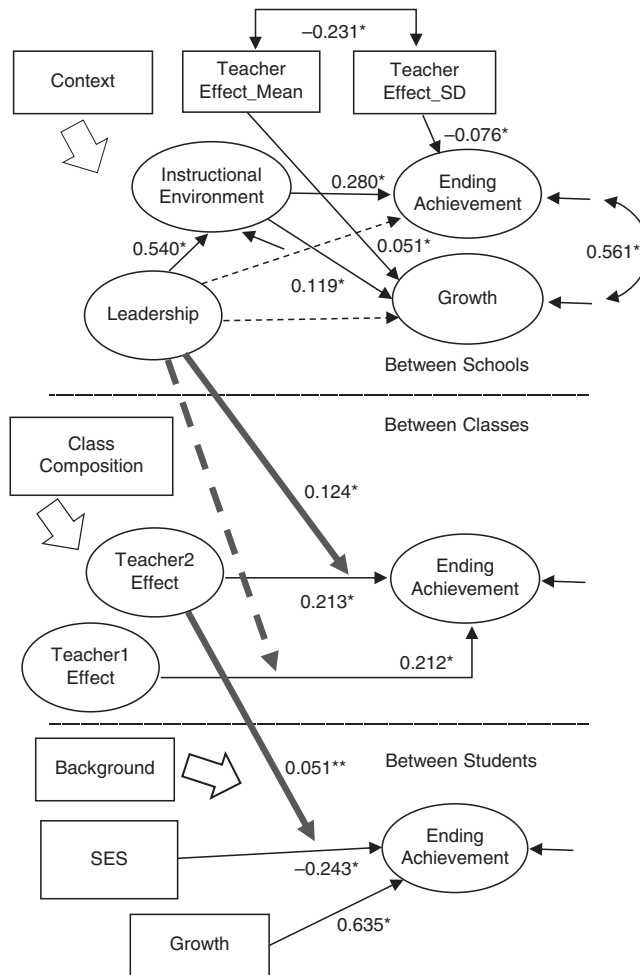 −0.231*
Context
Teacher
Effect_Mean
Teacher
Effect_SD
−0.076*
Instructional
Environment
0.280*
Ending
Achievement
0.540*
0.051*
0.561*
0.119*
Leadership
Growth
Between Schools
Between Classes
Class
Composition
0.124*
Teacher2
Effect
Ending
Achievement
0.213*
Teacher1
Effect
0.212*
Background
0.051**
Between Students
SES
Ending
Achievement
−0.243*
0.635*
Growth